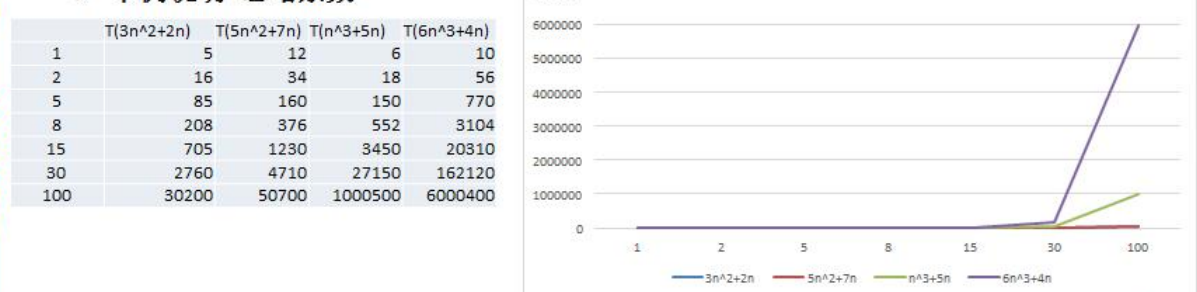 T(3n^2+2n) T(5n^2+7n) T(n^3+5n) T(6n^3+4n)
1 5 12 6 10
2 16 34 18 56
5 85 160 150 770
8 208 376 552 3104
15 705 1230 3450 20310
30 2760 4710 27150 162120
100 30200 50700 1000500 6000400
6000000
5000000
4000000
3000000
2000000
1000000
0
1 2 5 8 15 30 100
3n^2+2n 5n^2+7n n^3+5n 6n^3+4n